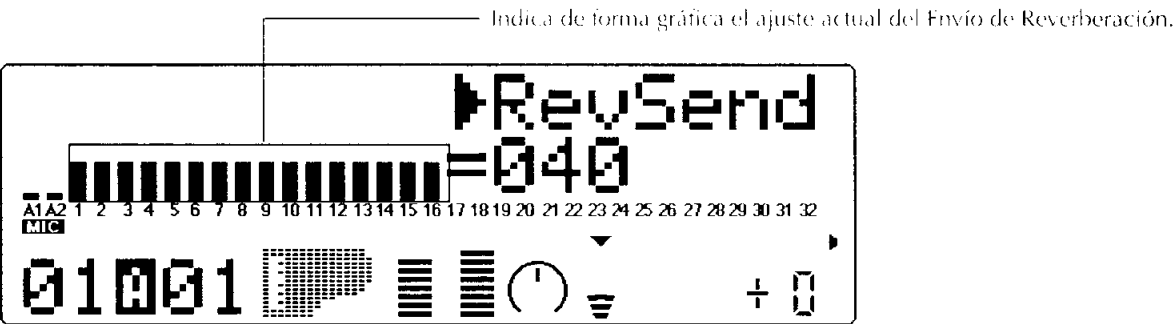 Indica de forma gráfica el ajuste actual del Envío de Reverberación.
RevSend
=040
A1 A2 1 2 3 4 5 6 7 8 9 10 11 12 13 14 15 16 17 18 19 20 21 22 23 24 25 26 27 28 29 30 31 32
MIC
01 A01 + 0